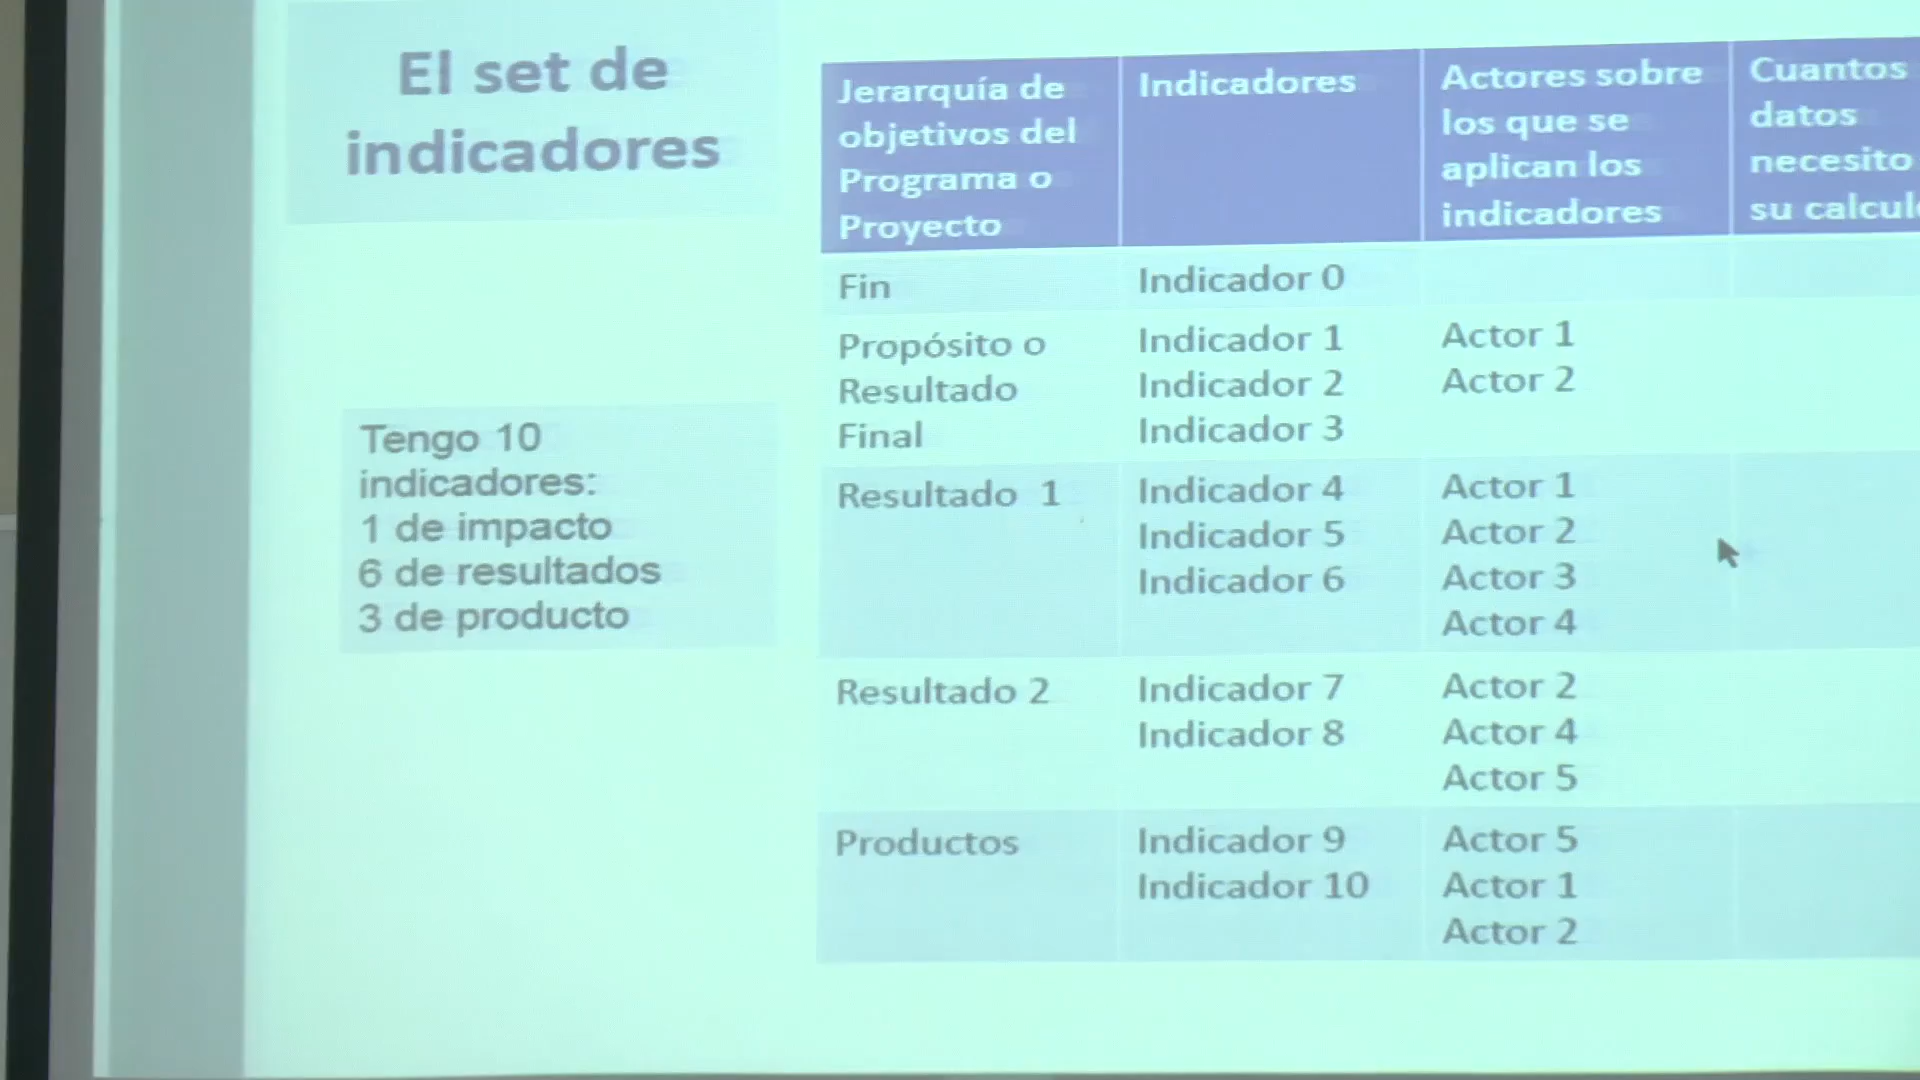 El set de
indicadores
Tengo 10
indicadores:
1 de impacto
6 de resultados
3 de producto
Jerarquía de
objetivos del
Programa o
Proyecto
Indicadores
Actores sobre
los que se
aplican los
indicadores
Cuantos
datos
necesito
su calculo
Fin
Indicador 0
Propósito o
Resultado
Final
Indicador 1
Indicador 2
Indicador 3
Actor 1
Actor 2
Resultado 1
Indicador 4
Indicador 5
Indicador 6
Actor 1
Actor 2
Actor 3
Actor 4
Resultado 2
Indicador 7
Indicador 8
Actor 2
Actor 4
Actor 5
Productos
Indicador 9
Indicador 10
Actor 5
Actor 1
Actor 2